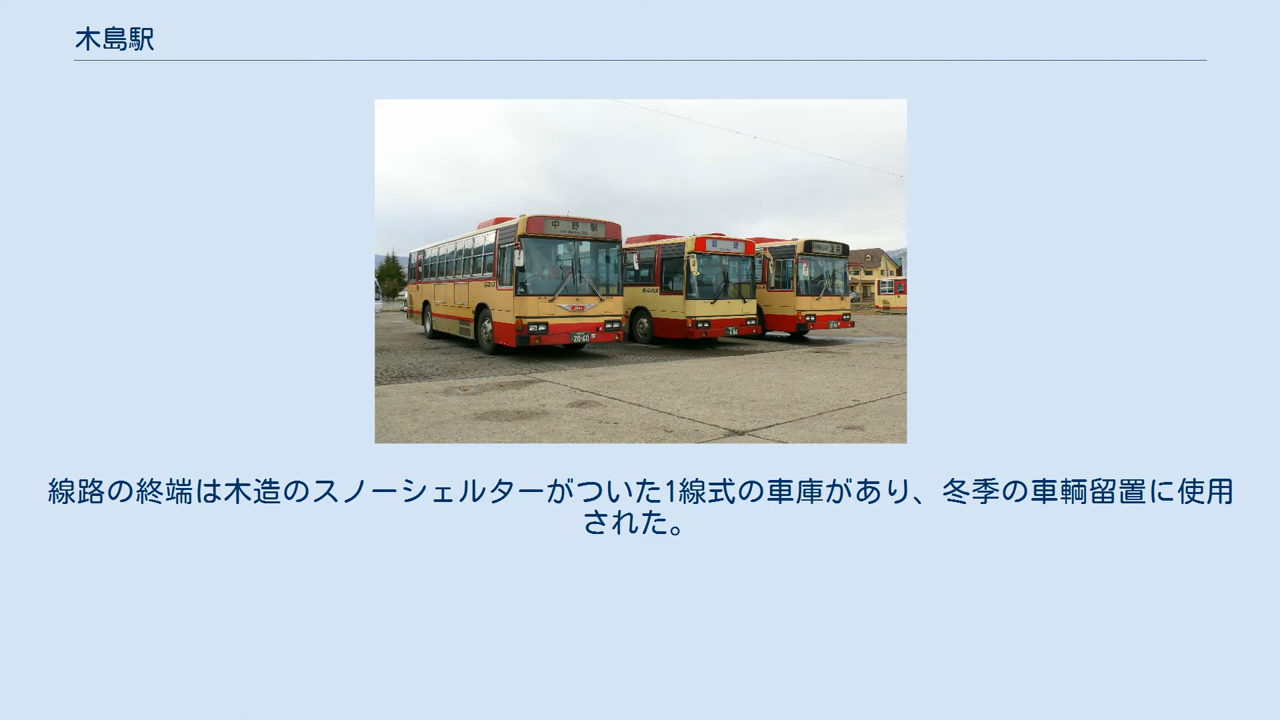 木島駅
中野駅
線路の終端は木造のスノーシェルターがついた1線式の車庫があり、冬季の車輌留置に使用
された。